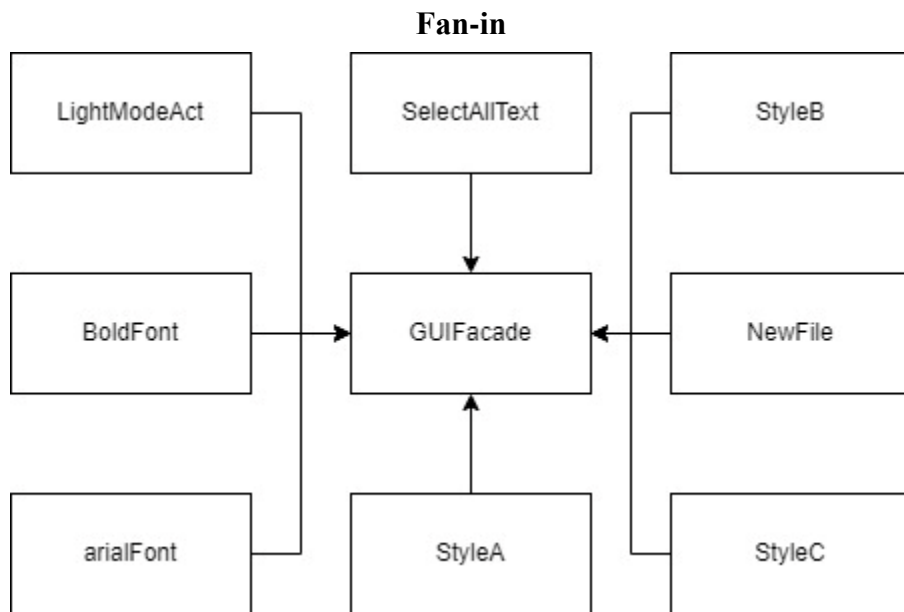 Fan-in
LightModeAct
SelectAllText
StyleB
BoldFont
GUIFacade
NewFile
arialFont
StyleA
StyleC